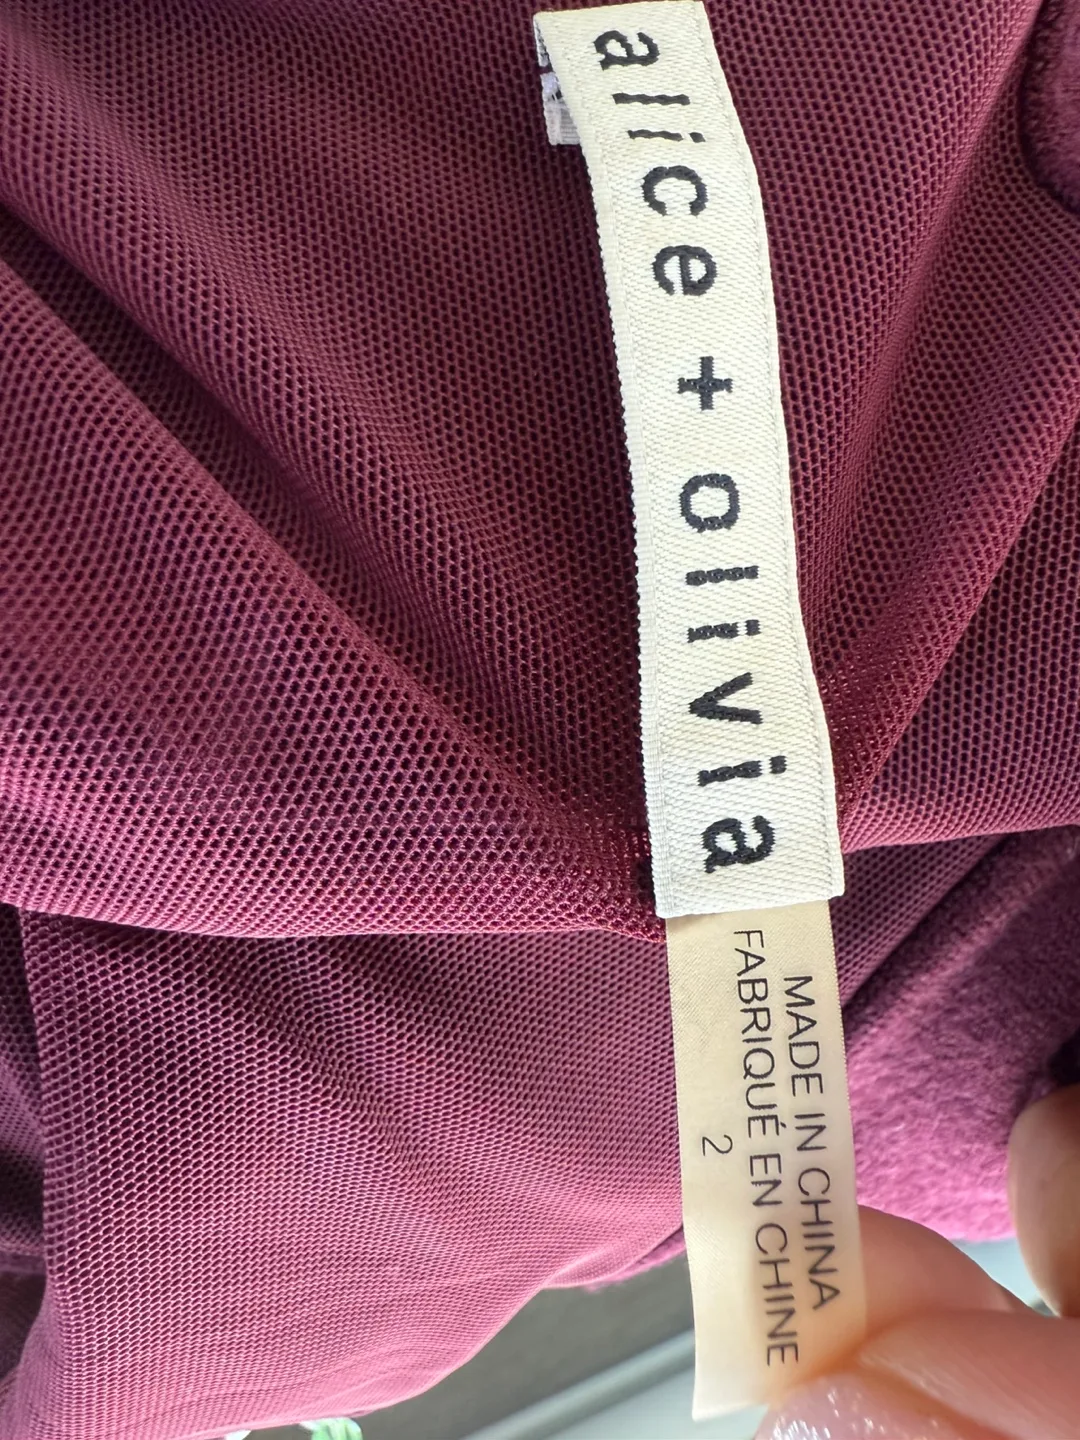 alice + olivia
MADE IN CHINA
FABRIQUÉ EN CHINE
2